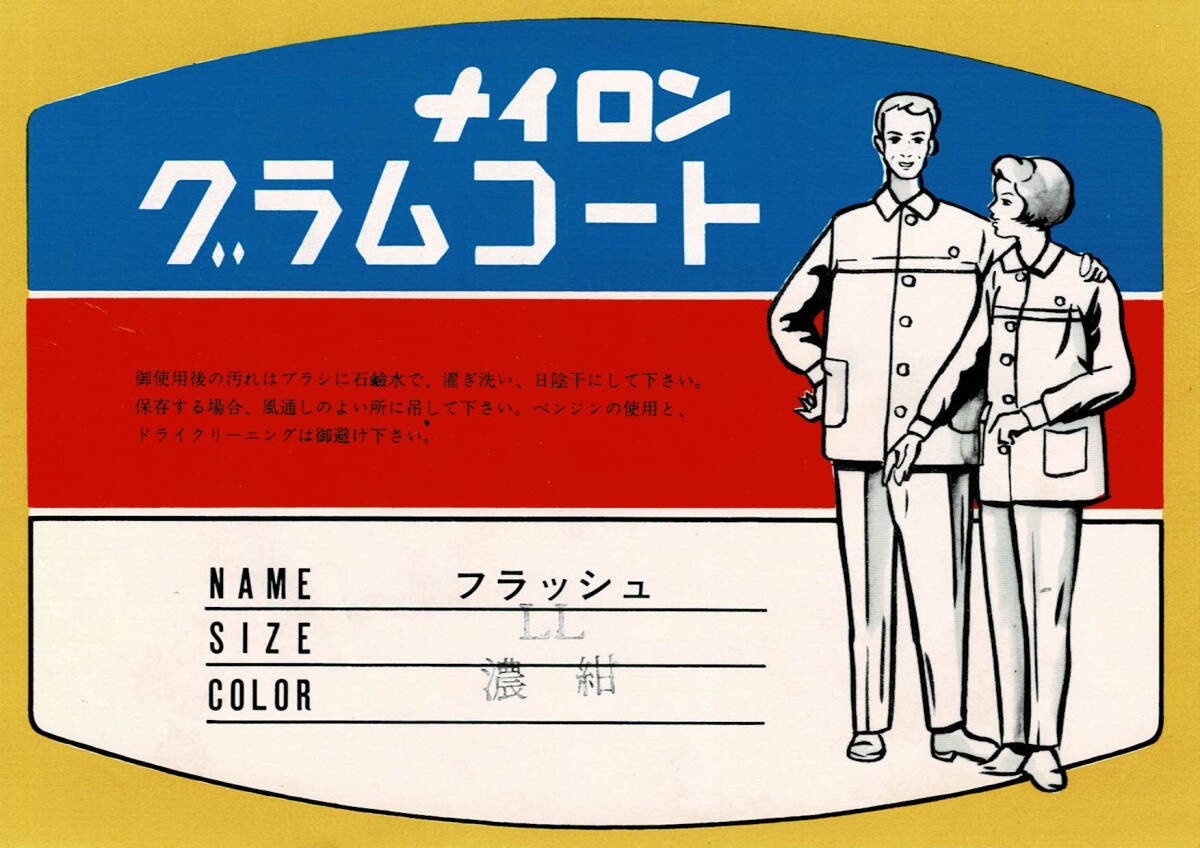 ナイロン
グラムコート
御使用後の汚れはブラシに石鹼水で、濯ぎ洗い、日陰干にして下さい。
保存する場合、風通しのよい所に吊して下さい。ベンジンの使用と、
ドライクリーニングは御避け下さい。
NAME フラッシュ
SIZE LL
COLOR 濃紺